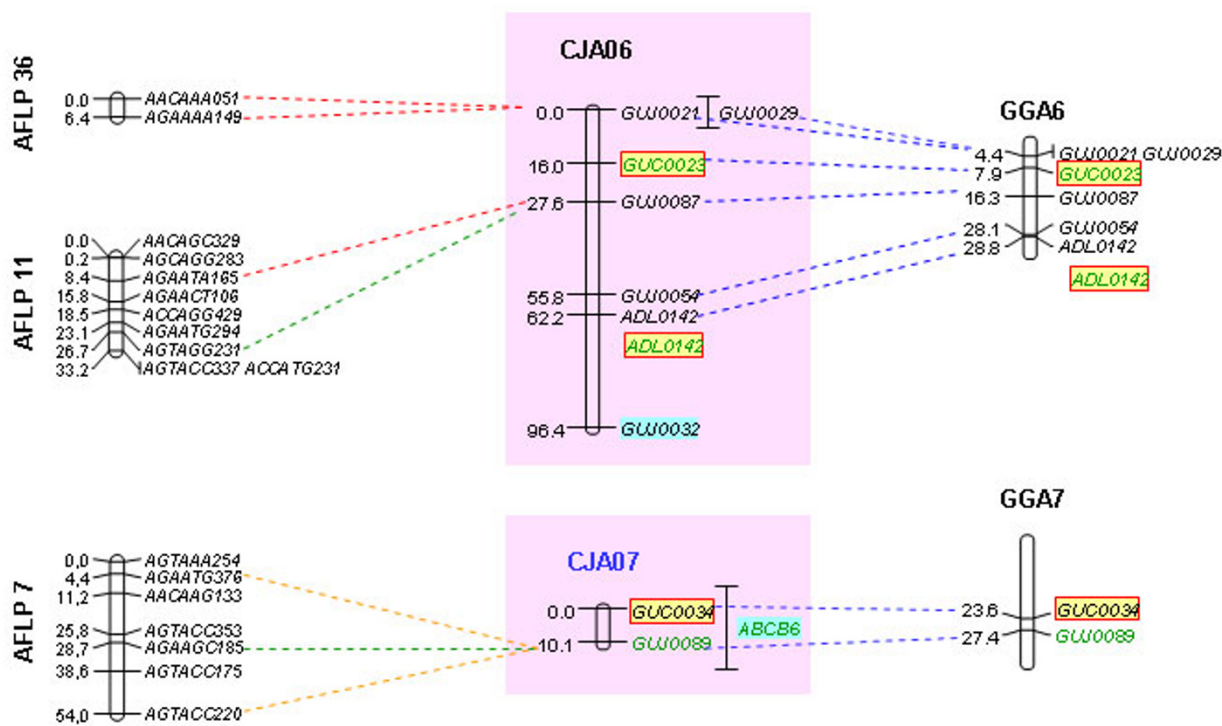 AFLP 36
0.0 AACAAA051
6.4 AGAAAA149
AFLP 11
0.0 AACAGC329
0.2 AGCAGG283
8.4 AGAATA165
15.8 AGAACT106
18.5 ACCAGG429
23.1 AGAATG294
26.7 AGTAGG231
33.2 AGTACC337 ACCATG231
CJA06
0.0 GUJ0021 GUJ0029
16.0 GUC0023
27.6 GUJ0087
55.8 GUJ0054
62.2 ADL0142
ADL0142
96.4 GUJ0032
GGA6
4.4 GUJ0021 GUJ0029
7.9 GUC0023
16.3 GUJ0087
28.1 GUJ0054
28.8 ADL0142
ADL0142
AFLP 7
0,0 AGTAAA254
4,4 AGAATG376
11,2 AACAAG133
25,8 AGTACC353
28,7 AGAAGC185
38,6 AGTACC175
54,0 AGTACC220
CJA07
0.0 GUC0034
10.1 GUJ0089
ABCB6
GGA7
23.6 GUC0034
27.4 GUJ0089